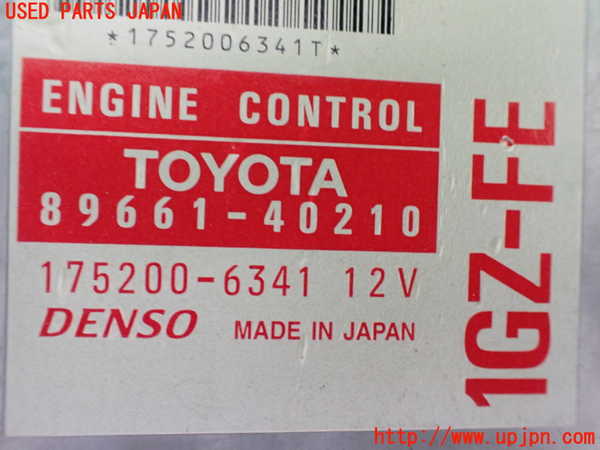 USED PARTS JAPAN
*1752006341T*
ENGINE CONTROL
TOYOTA
89661-40210
175200-6341 12V
DENSO MADE IN JAPAN
1GZ-FE
http://www.upjpn.com/